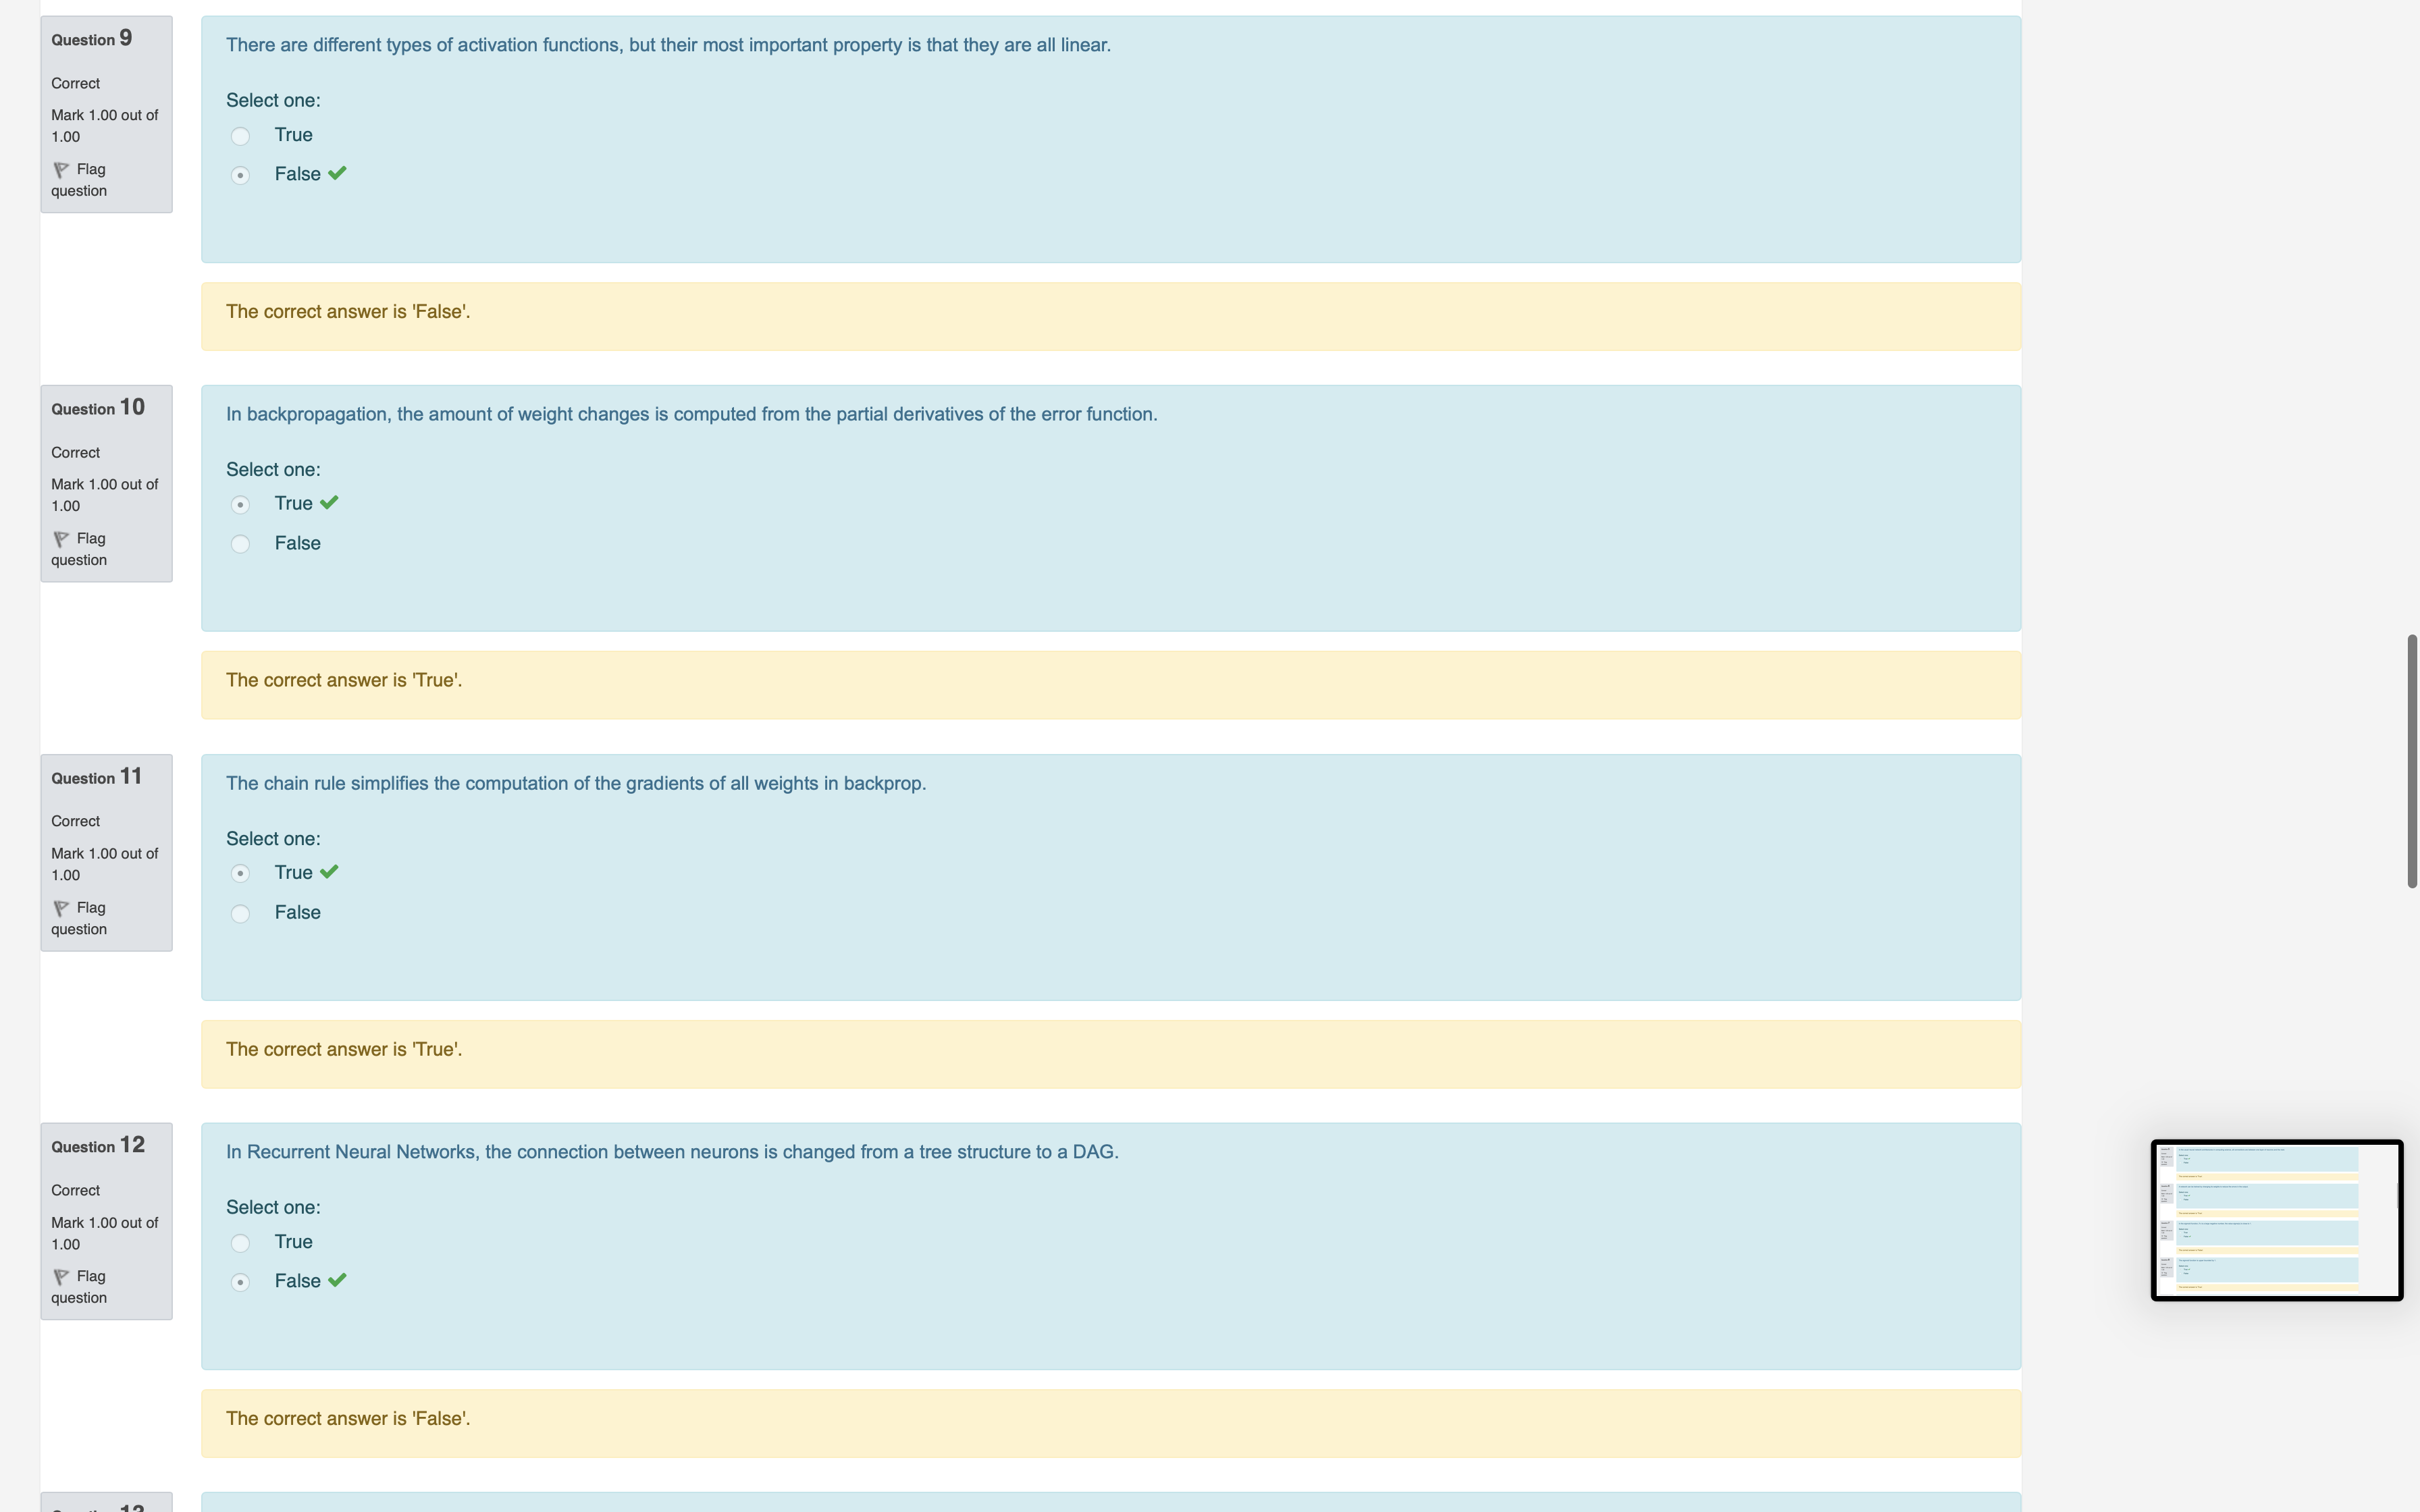 Question 9
Correct
Mark 1.00 out of
1.00
Flag
question
There are different types of activation functions, but their most important property is that they are all linear.
Select one:
True
False
The correct answer is 'False'.
Question 10
Correct
Mark 1.00 out of
1.00
Flag
question
In backpropagation, the amount of weight changes is computed from the partial derivatives of the error function.
Select one:
True
False
The correct answer is 'True'.
Question 11
Correct
Mark 1.00 out of
1.00
Flag
question
The chain rule simplifies the computation of the gradients of all weights in backprop.
Select one:
True
False
The correct answer is 'True'.
Question 12
Correct
Mark 1.00 out of
1.00
Flag
question
In Recurrent Neural Networks, the connection between neurons is changed from a tree structure to a DAG.
Select one:
True
False
The correct answer is 'False'.